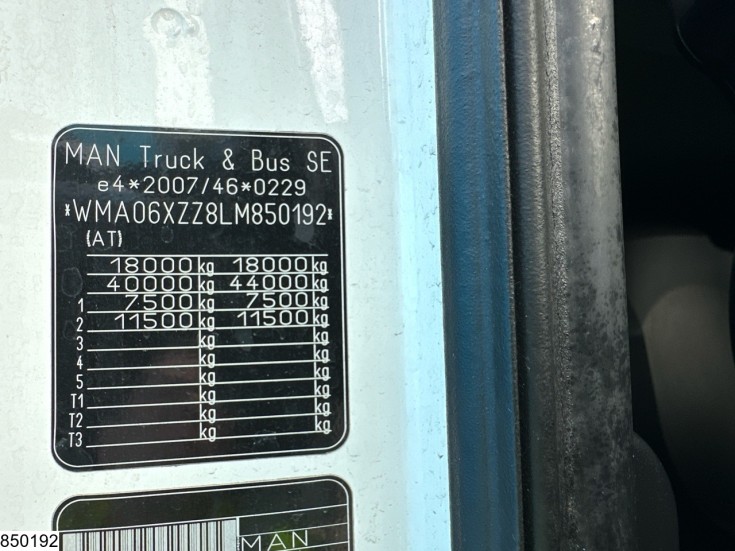 MAN Truck & Bus SE
e4*2007/46*0229
*WMA06XZZ8LM850192*
(AT)
18000 kg 18000 kg
40000 kg 44000 kg
1 7500 kg 7500 kg
2 11500 kg 11500 kg
3 kg kg
4 kg kg
5 kg kg
T1 kg kg
T2 kg kg
T3 kg kg
MAN
850192